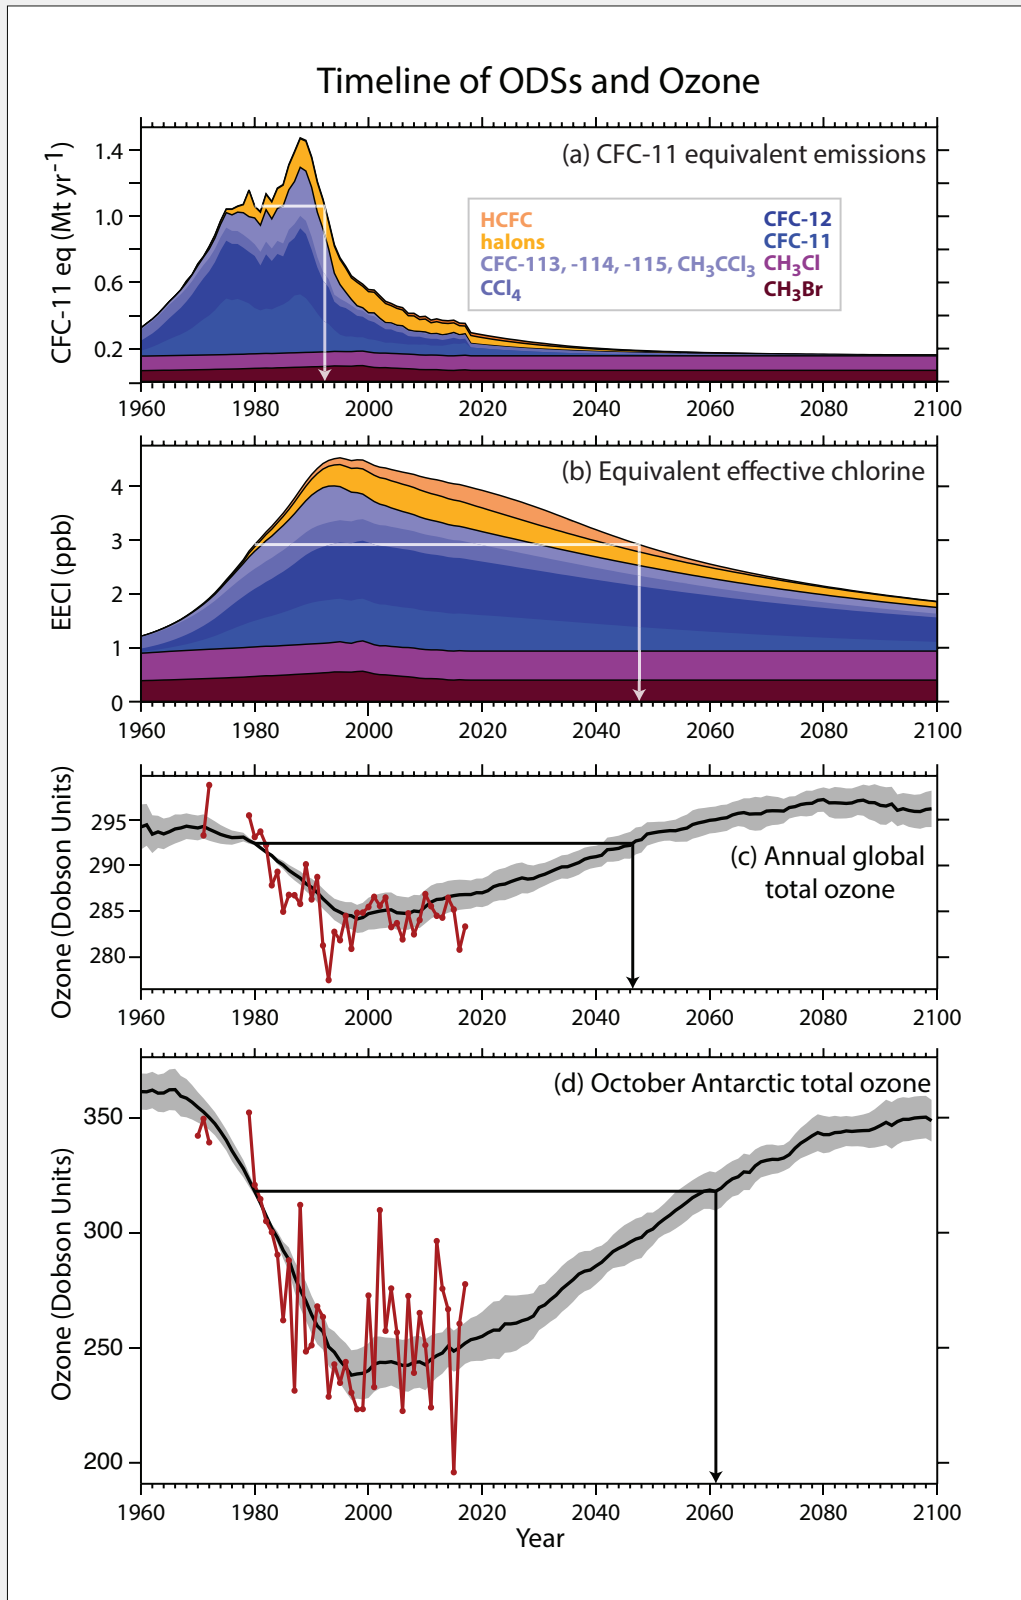 Timeline of ODSs and Ozone
(a) CFC-11 equivalent emissions
CFC-11 eq (Mt yr⁻¹)
1.4
1.0
0.6
0.2
HCFC
halons
CFC-113, -114, -115, CH₃CCl₃
CCl₄
CFC-12
CFC-11
CH₃Cl
CH₃Br
1960 1980 2000 2020 2040 2060 2080 2100
(b) Equivalent effective chlorine
EECl (ppb)
4
3
2
1
0
1960 1980 2000 2020 2040 2060 2080 2100
Ozone (Dobson Units)
295
290
285
280
(c) Annual global
total ozone
1960 1980 2000 2020 2040 2060 2080 2100
(d) October Antarctic total ozone
Ozone (Dobson Units)
350
300
250
200
1960 1980 2000 2020 2040 2060 2080 2100
Year